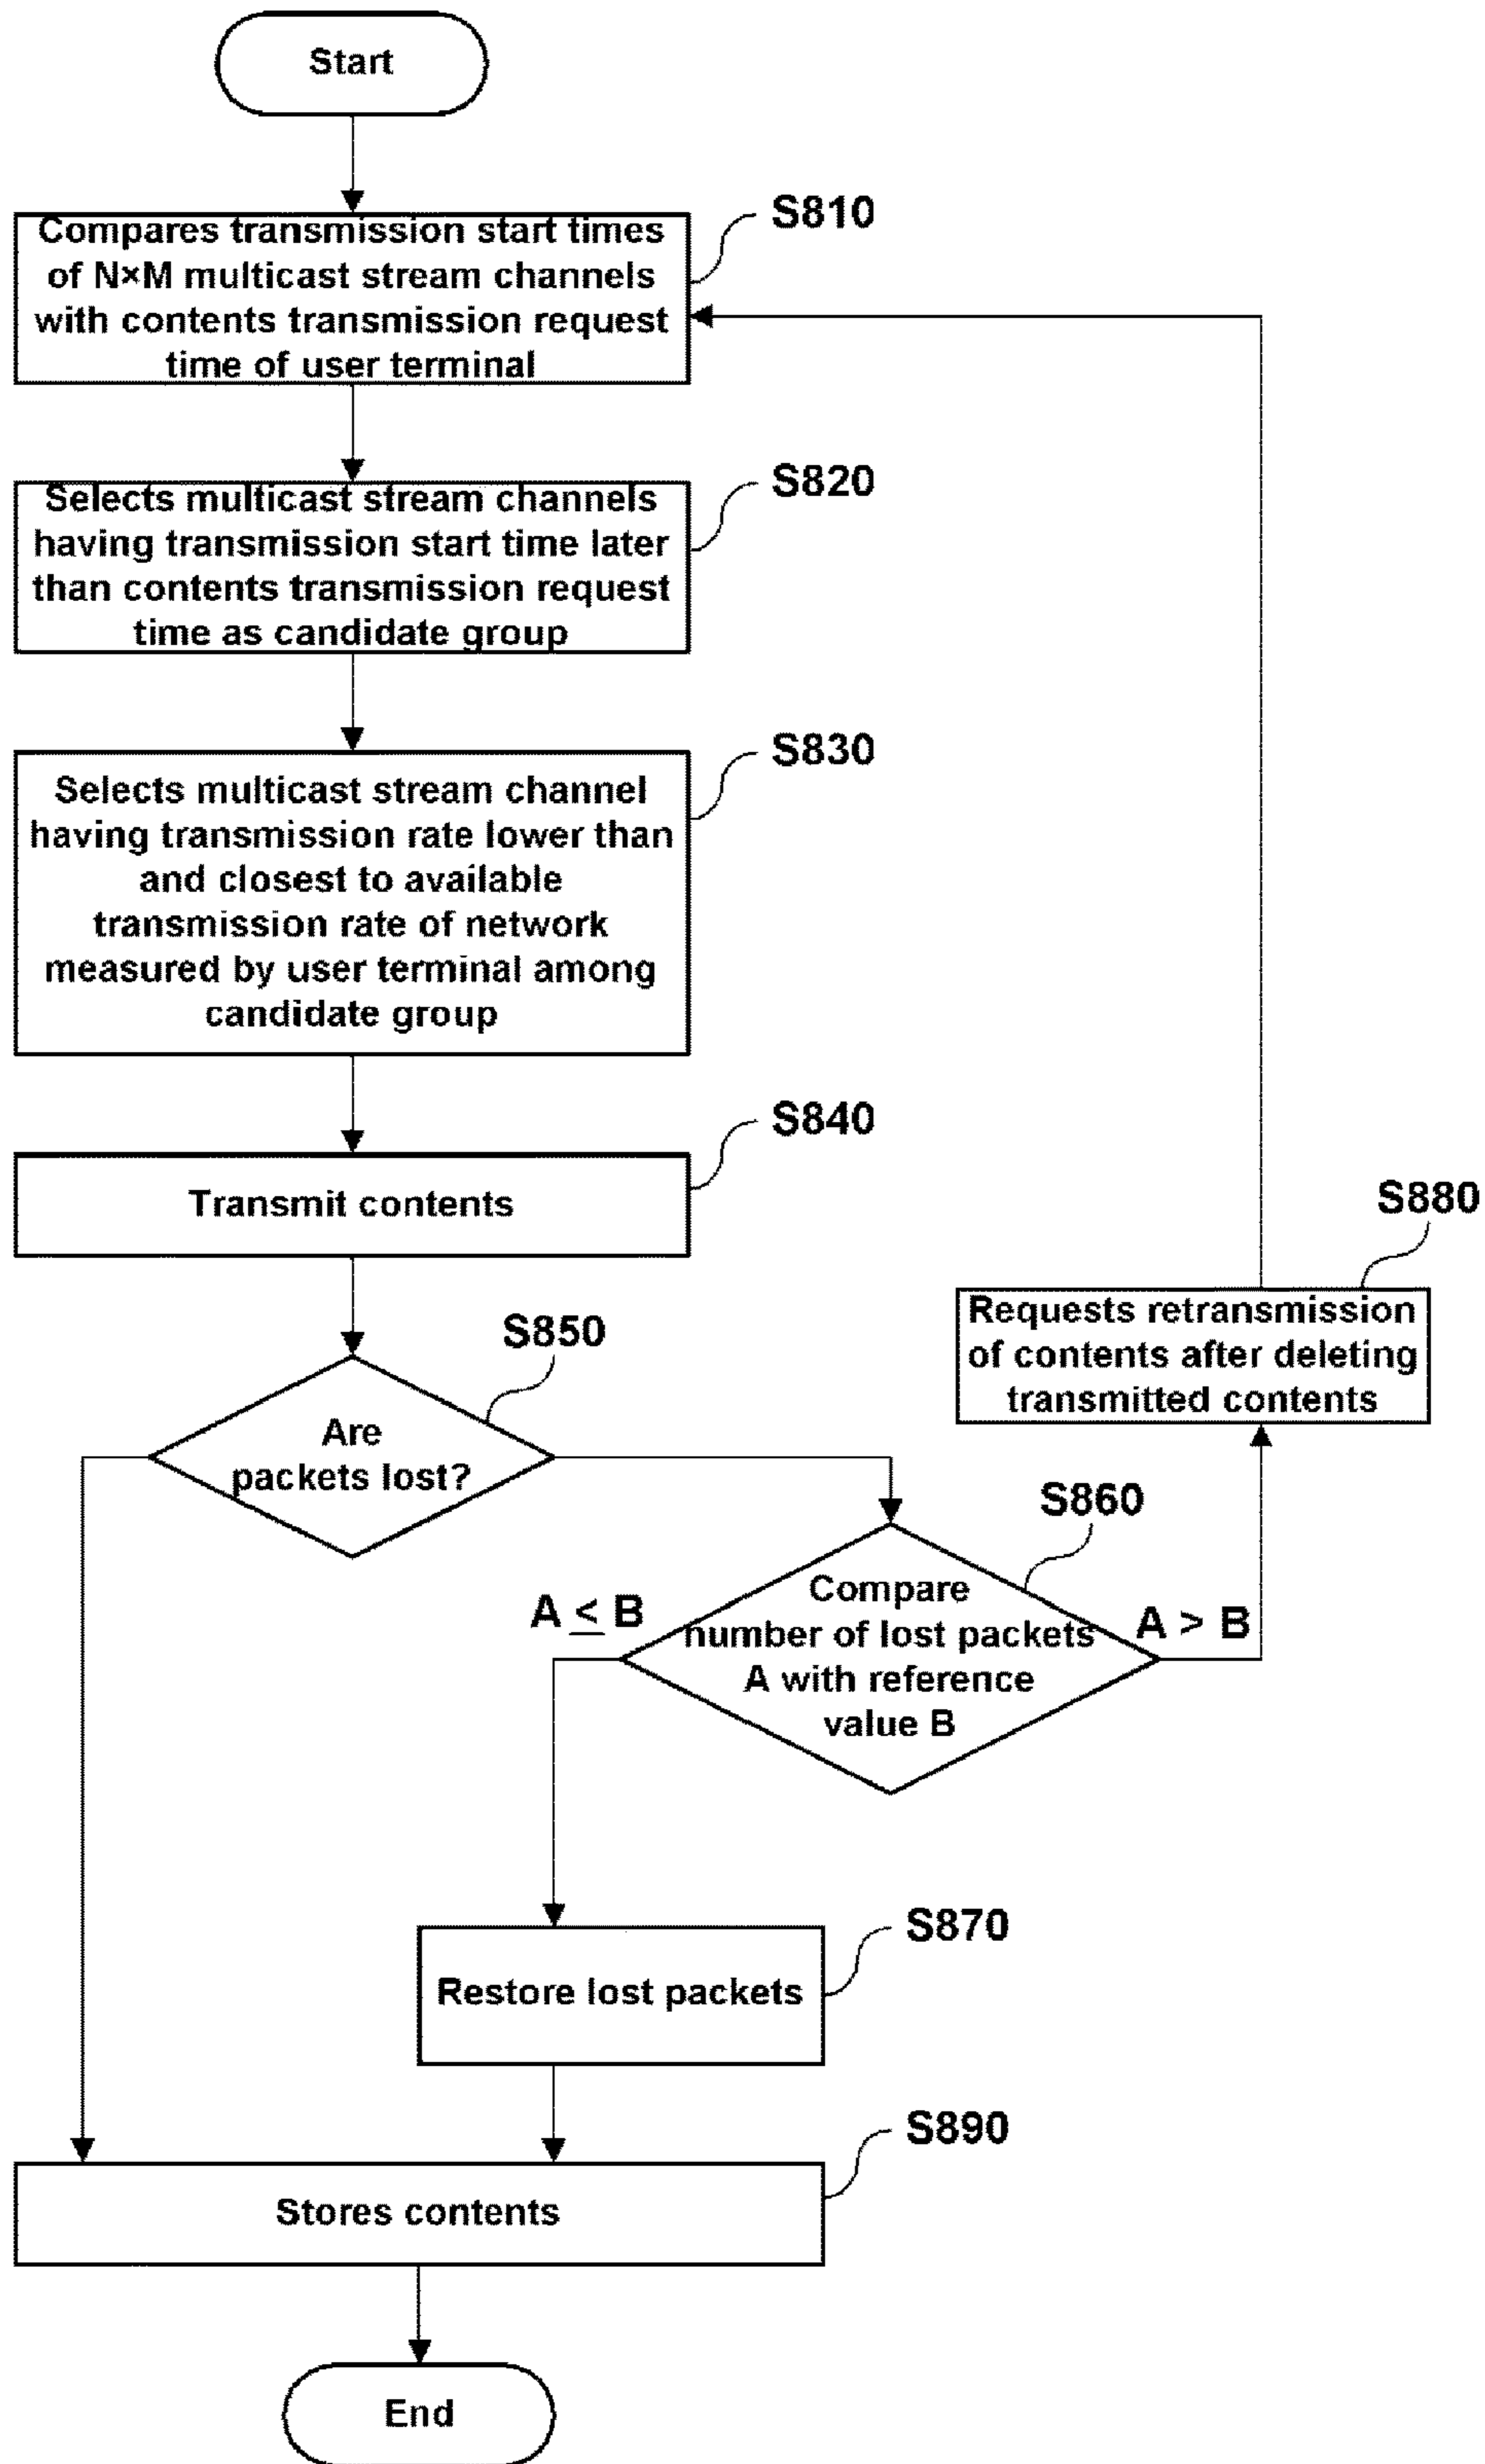 Start
S810
Compares transmission start times
of N×M multicast stream channels
with contents transmission request
time of user terminal
S820
Selects multicast stream channels
having transmission start time later
than contents transmission request
time as candidate group
S830
Selects multicast stream channel
having transmission rate lower than
and closest to available
transmission rate of network
measured by user terminal among
candidate group
S840
Transmit contents
S880
Requests retransmission
of contents after deleting
transmitted contents
S850
Are
packets lost?
S860
Compare
number of lost packets
A with reference
value B
A ≤ B
A > B
S870
Restore lost packets
S890
Stores contents
End